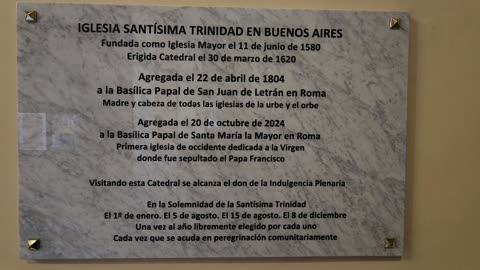 IGLESIA SANTÍSIMA TRINIDAD EN BUENOS AIRES
Fundada como Iglesia Mayor el 11 de junio de 1580
Erigida Catedral el 30 de marzo de 1620
Agregada el 22 de abril de 1804
a la Basílica Papal de San Juan de Letrán en Roma
Madre y cabeza de todas las iglesias de la urbe y el orbe
Agregada el 20 de octubre de 2024
a la Basílica Papal de Santa María la Mayor en Roma
Primera iglesia de occidente dedicada a la Virgen
donde fue sepultado el Papa Francisco
Visitando esta Catedral se alcanza el don de la Indulgencia Plenaria
En la Solemnidad de la Santísima Trinidad
El 1º de enero. El 5 de agosto. El 15 de agosto. El 8 de diciembre
Una vez al año libremente elegido por cada uno
Cada vez que se acuda en peregrinación comunitariamente